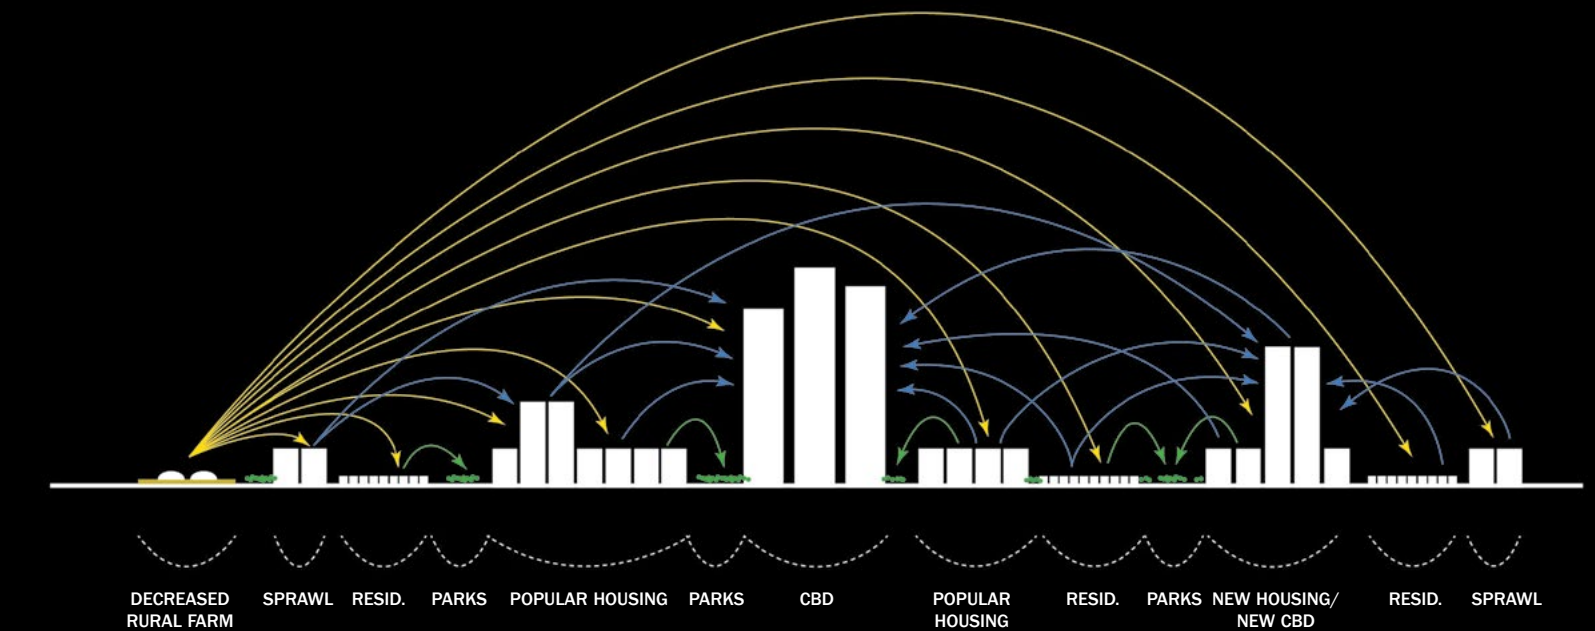 DECREASED
RURAL FARM
SPRAWL
RESID.
PARKS
POPULAR HOUSING
PARKS
CBD
POPULAR
HOUSING
RESID.
PARKS
NEW HOUSING/
NEW CBD
RESID.
SPRAWL